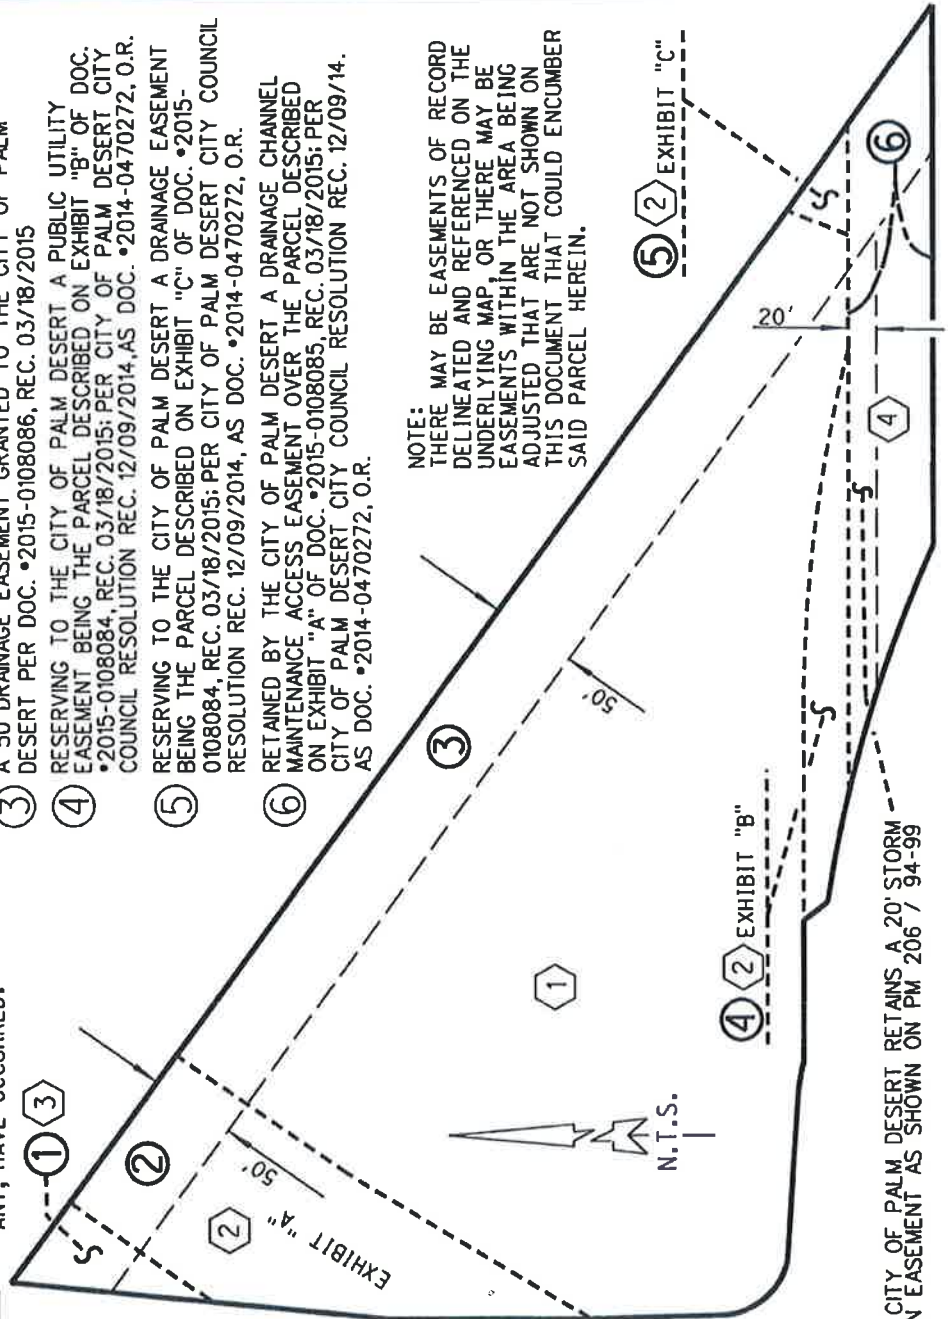 ANY, HAVE OCCURRED.
③ A 50' DRAINAGE EASEMENT GRANTED TO THE CITY OF PALM
DESERT PER DOC. •2015-0108086, REC. 03/18/2015
④ RESERVING TO THE CITY OF PALM DESERT A PUBLIC UTILITY
EASEMENT BEING THE PARCEL DESCRIBED ON EXHIBIT "B" OF DOC.
•2015-0108084, REC. 03/18/2015; PER CITY OF PALM DESERT CITY
COUNCIL RESOLUTION REC. 12/09/2014, AS DOC. •2014-0470272, O.R.
⑤ RESERVING TO THE CITY OF PALM DESERT A DRAINAGE EASEMENT
BEING THE PARCEL DESCRIBED ON EXHIBIT "C" OF DOC. •2015-
0108084, REC. 03/18/2015; PER CITY OF PALM DESERT CITY COUNCIL
RESOLUTION REC. 12/09/2014, AS DOC. •2014-0470272, O.R.
⑥ RETAINED BY THE CITY OF PALM DESERT A DRAINAGE CHANNEL
MAINTENANCE ACCESS EASEMENT OVER THE PARCEL DESCRIBED
ON EXHIBIT "A" OF DOC. •2015-0108085, REC. 03/18/2015; PER
CITY OF PALM DESERT CITY COUNCIL RESOLUTION REC. 12/09/14.
AS DOC. •2014-0470272, O.R.
NOTE:
THERE MAY BE EASEMENTS OF RECORD
DELINEATED AND REFERENCED ON THE
UNDERLYING MAP, OR THERE MAY BE
EASEMENTS WITHIN THE AREA BEING
ADJUSTED THAT ARE NOT SHOWN ON
THIS DOCUMENT THAT COULD ENCUMBER
SAID PARCEL HEREIN.
① 3
②
50'
2
EXHIBIT "A"
③
50'
1
N.T.S.
⑤ 2 EXHIBIT "C"
20'
⑥
4
④ 2 EXHIBIT "B"
CITY OF PALM DESERT RETAINS A 20' STORM
EASEMENT AS SHOWN ON PM 206 / 94-99